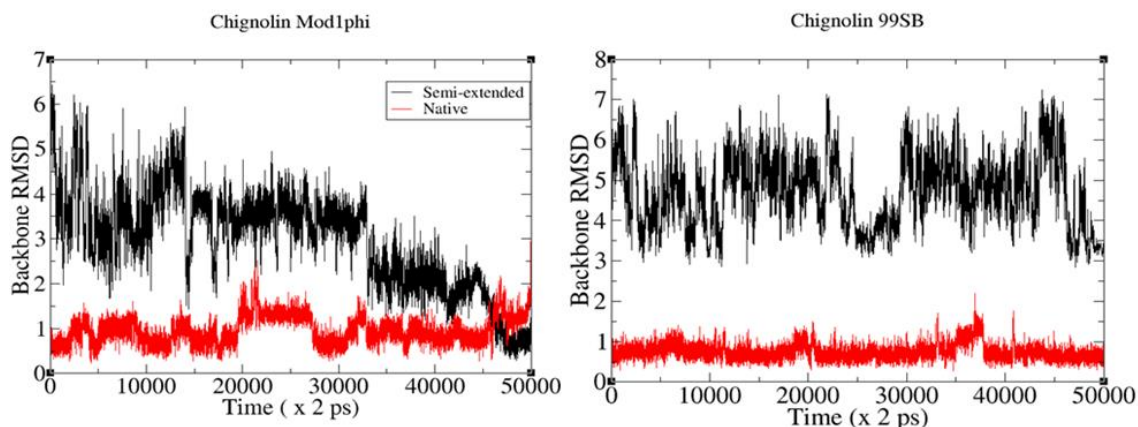 Chignolin Mod1phi
7
6
5
4
3
2
1
0
Backbone RMSD
Semi-extended
Native
0 10000 20000 30000 40000 50000
Time ( x 2 ps)
Chignolin 99SB
8
7
6
5
4
3
2
1
0
Backbone RMSD
0 10000 20000 30000 40000 50000
Time (x 2 ps)